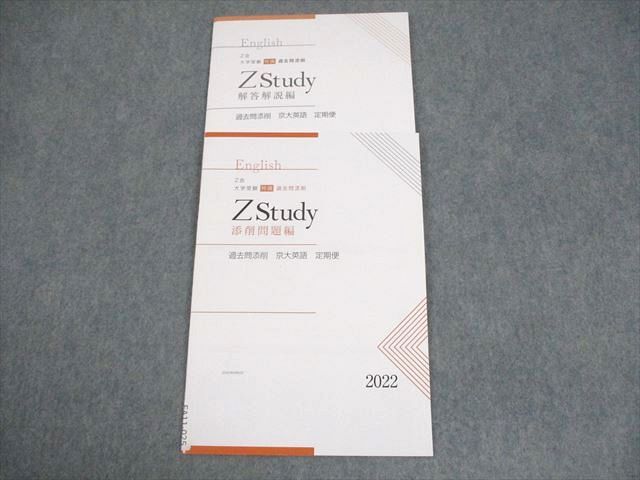 English
Z会
大学受験 特講 過去問添削
Z Study
解答解説編
過去問添削 京大英語 定期便
English
Z会
大学受験 特講 過去問添削
Z Study
添削問題編
過去問添削 京大英語 定期便
2022